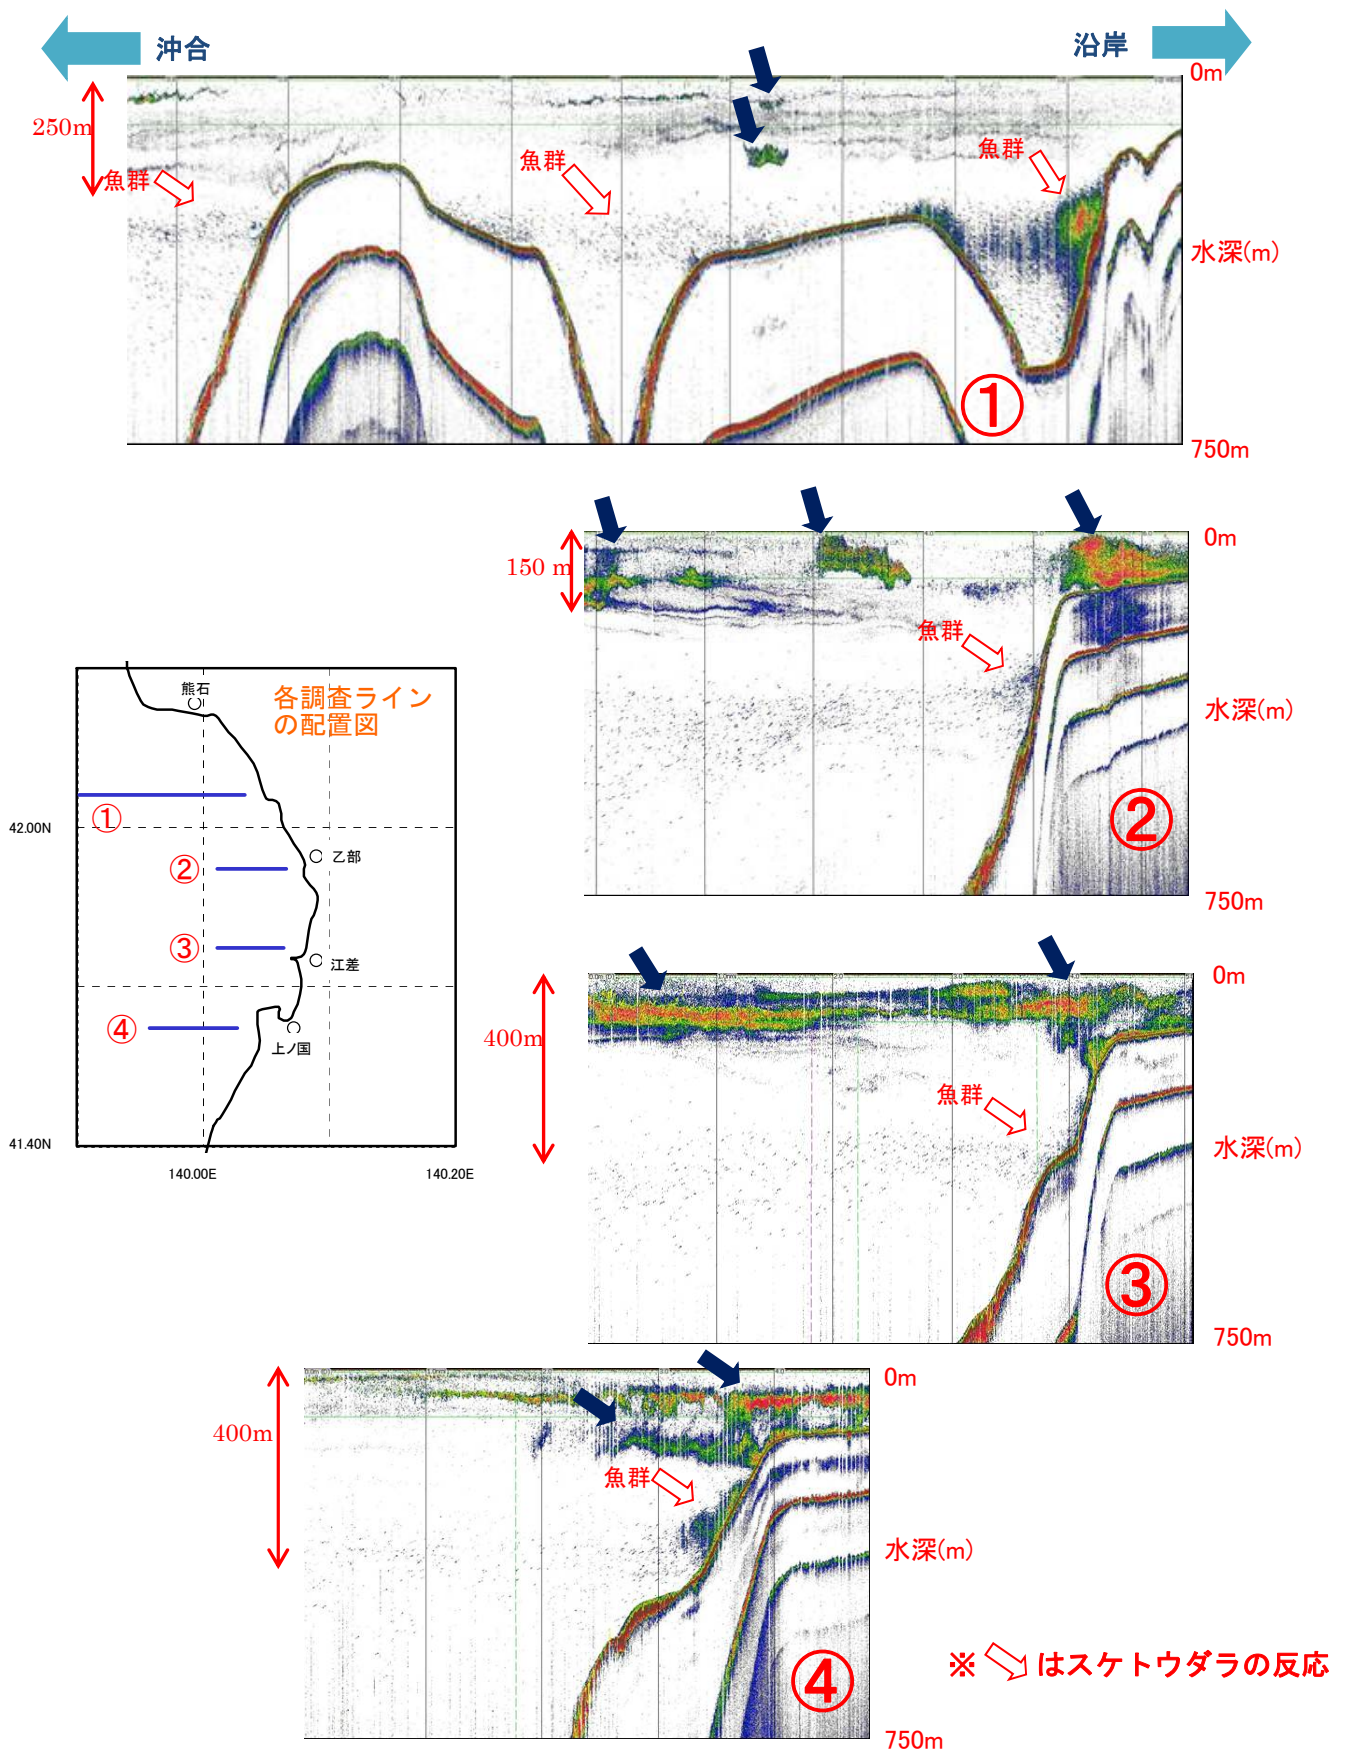 沖合
沿岸
0m
250m
魚群
魚群
魚群
水深(m)
①
750m
0m
150 m
魚群
水深(m)
②
750m
各調査ライン
の配置図
熊石
①
42.00N
②
乙部
③
江差
④
上ノ国
41.40N
140.00E
140.20E
0m
400m
魚群
水深(m)
③
750m
0m
400m
魚群
水深(m)
④
750m
※ はスケトウダラの反応